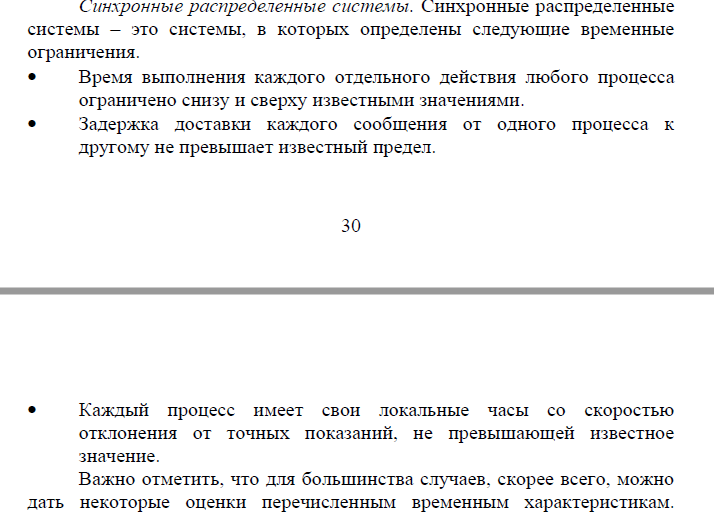 Синхронные распределенные системы. Синхронные распределенные
системы – это системы, в которых определены следующие временные
ограничения.
• Время выполнения каждого отдельного действия любого процесса
ограничено снизу и сверху известными значениями.
• Задержка доставки каждого сообщения от одного процесса к
другому не превышает известный предел.
30
• Каждый процесс имеет свои локальные часы со скоростью
отклонения от точных показаний, не превышающей известное
значение.
Важно отметить, что для большинства случаев, скорее всего, можно
дать некоторые оценки перечисленным временным характеристикам.